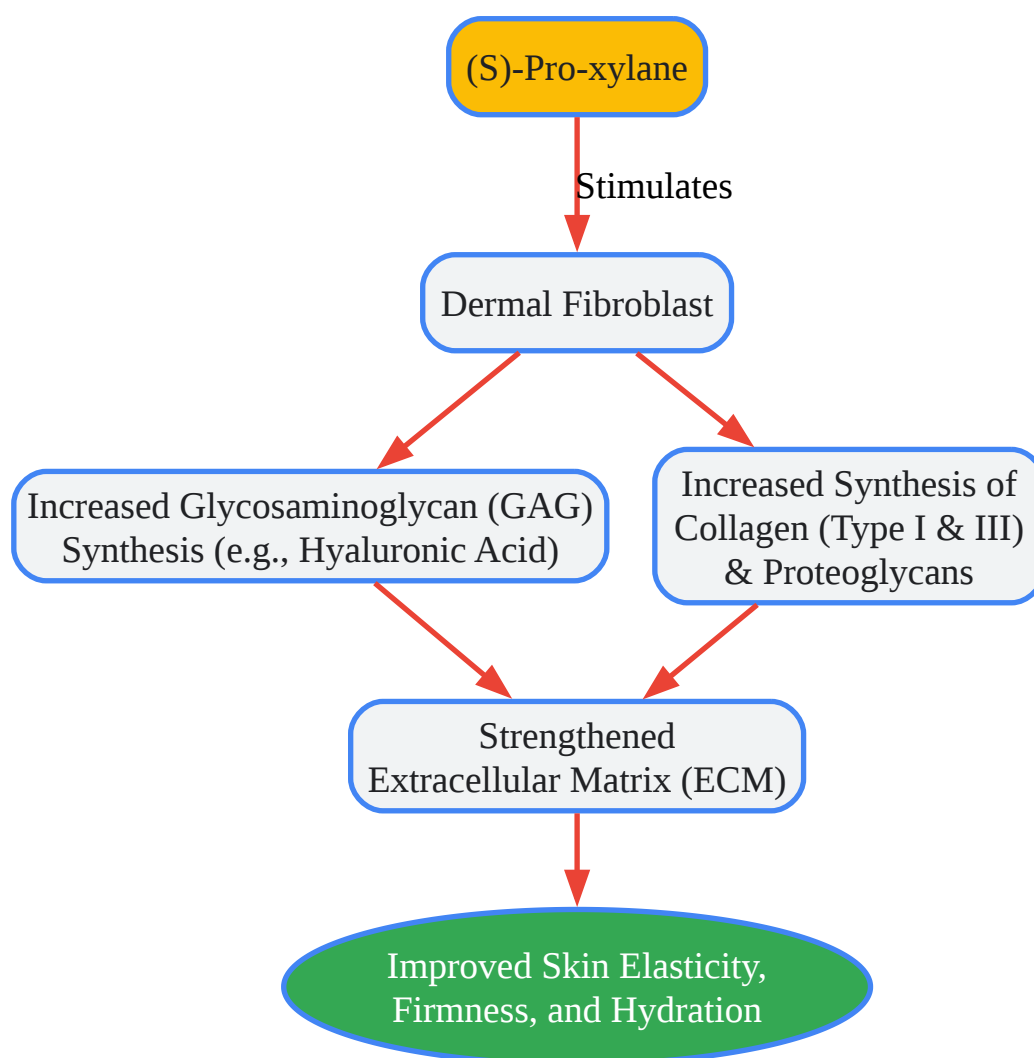 (S)-Pro-xylane
Stimulates
Dermal Fibroblast
Increased Glycosaminoglycan (GAG)
Synthesis (e.g., Hyaluronic Acid)
Increased Synthesis of
Collagen (Type I & III)
& Proteoglycans
Strengthened
Extracellular Matrix (ECM)
Improved Skin Elasticity,
Firmness, and Hydration